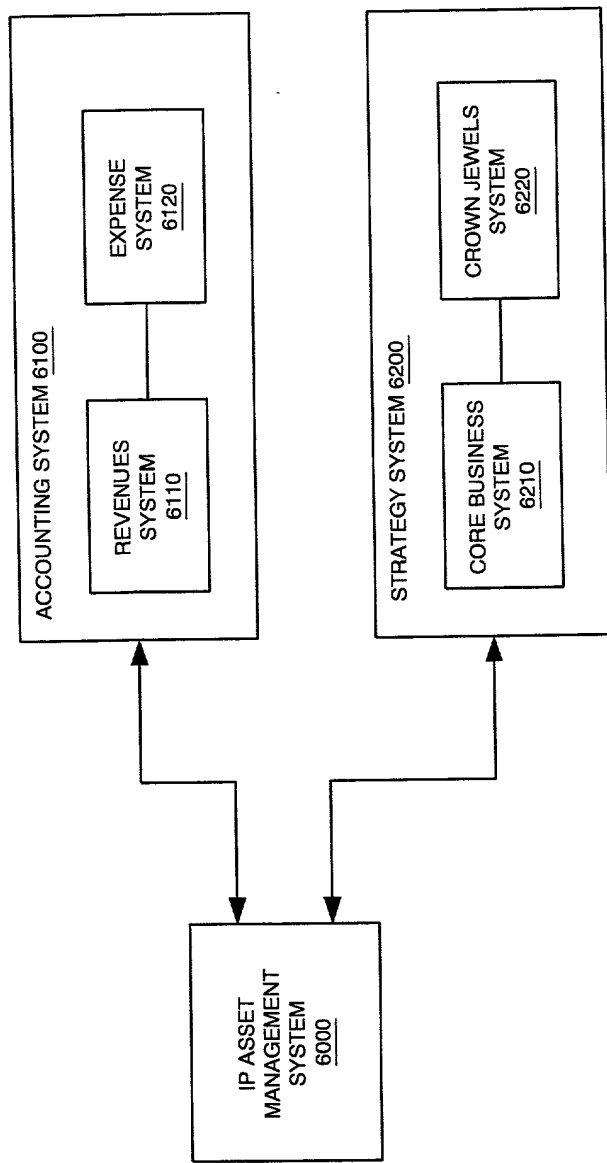 IP ASSET
MANAGEMENT
SYSTEM
6000
ACCOUNTING SYSTEM 6100
REVENUES
SYSTEM
6110
EXPENSE
SYSTEM
6120
STRATEGY SYSTEM 6200
CORE BUSINESS
SYSTEM
6210
CROWN JEWELS
SYSTEM
6220